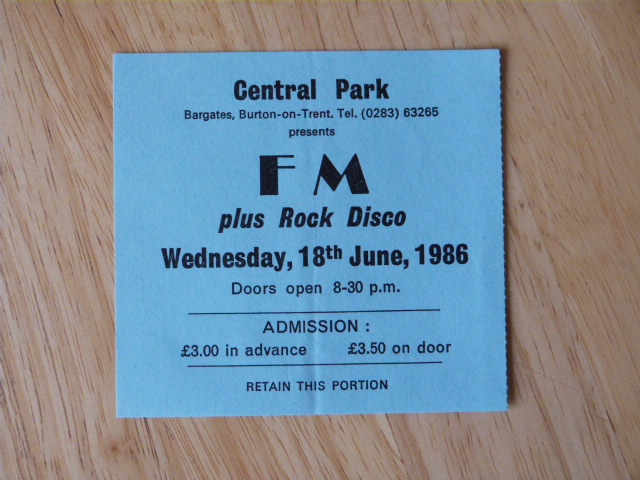 Central Park
Bargates, Burton-on-Trent. Tel. (0283) 63265
presents
FM
plus Rock Disco
Wednesday, 18th June, 1986
Doors open 8-30 p.m.
ADMISSION :
£3.00 in advance £3.50 on door
RETAIN THIS PORTION